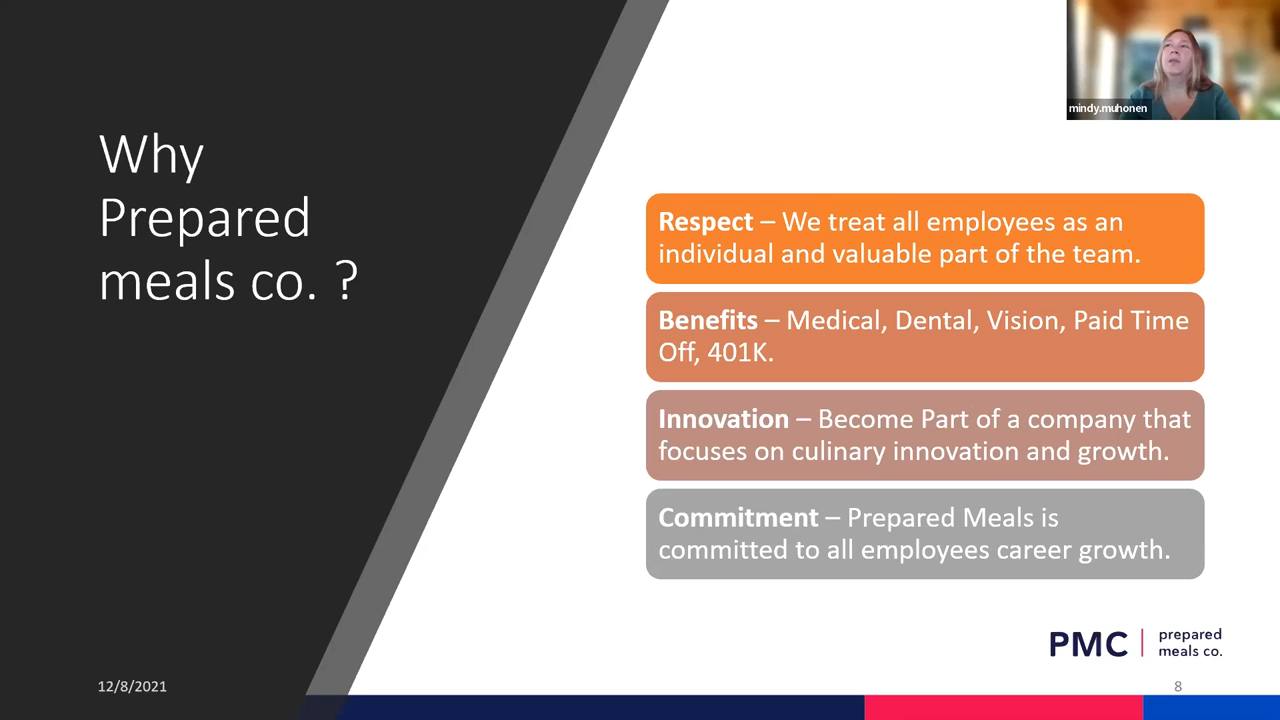 mindy.muhonen
Why
Prepared
meals co. ?
Respect – We treat all employees as an
individual and valuable part of the team.
Benefits – Medical, Dental, Vision, Paid Time
Off, 401K.
Innovation – Become Part of a company that
focuses on culinary innovation and growth.
Commitment – Prepared Meals is
committed to all employees career growth.
PMC
prepared
meals co.
12/8/2021
8